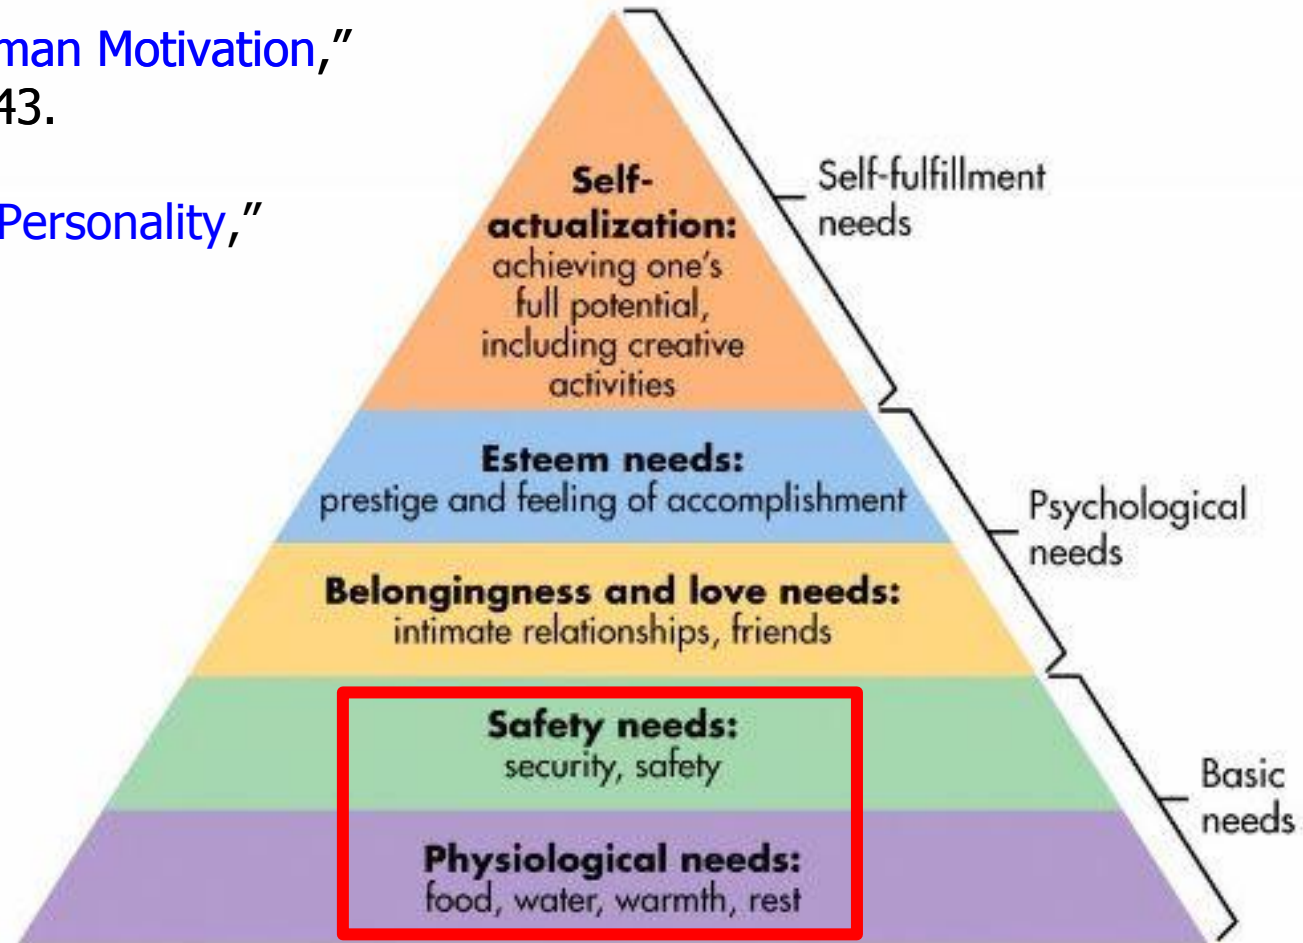 man Motivation,”
43.
Personality,”
Self-
actualization:
achieving one’s
full potential,
including creative
activities
Self-fulfillment
needs
Esteem needs:
prestige and feeling of accomplishment
Psychological
needs
Belongingness and love needs:
intimate relationships, friends
Safety needs:
security, safety
Basic
needs
Physiological needs:
food, water, warmth, rest